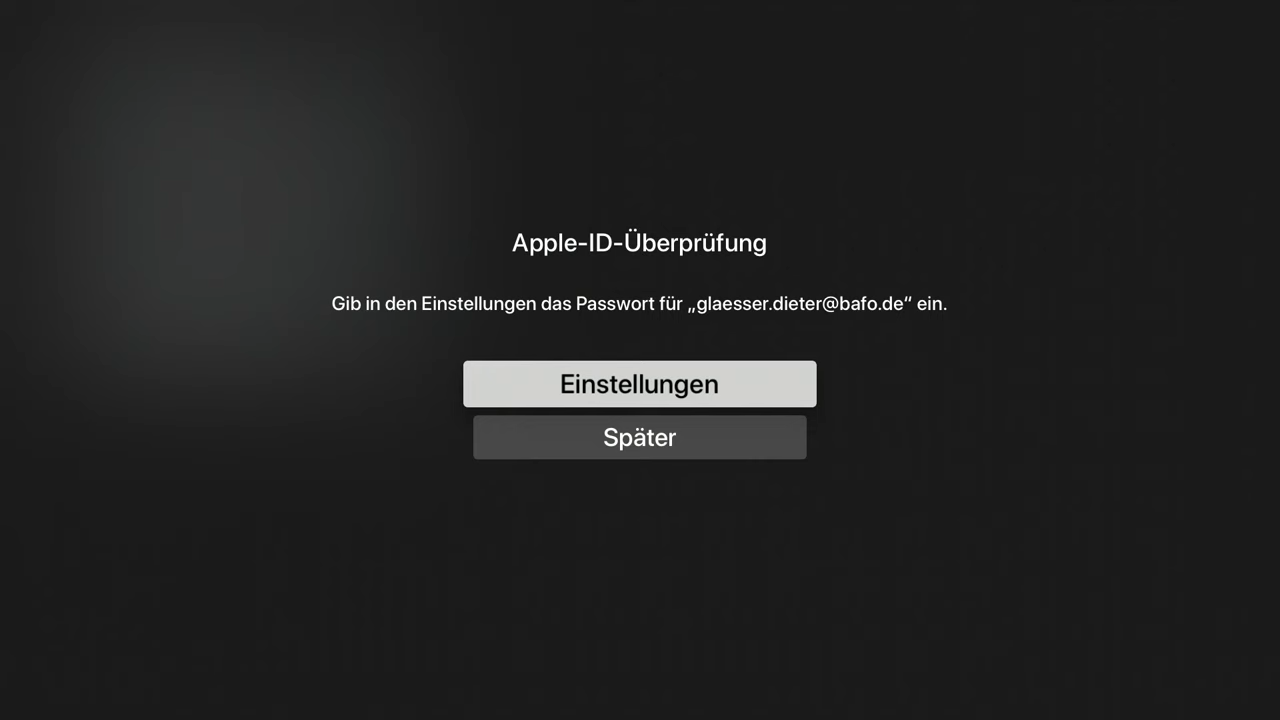 Apple-ID-Überprüfung
Gib in den Einstellungen das Passwort für „glaesser.dieter@bafo.de“ ein.
Einstellungen
Später